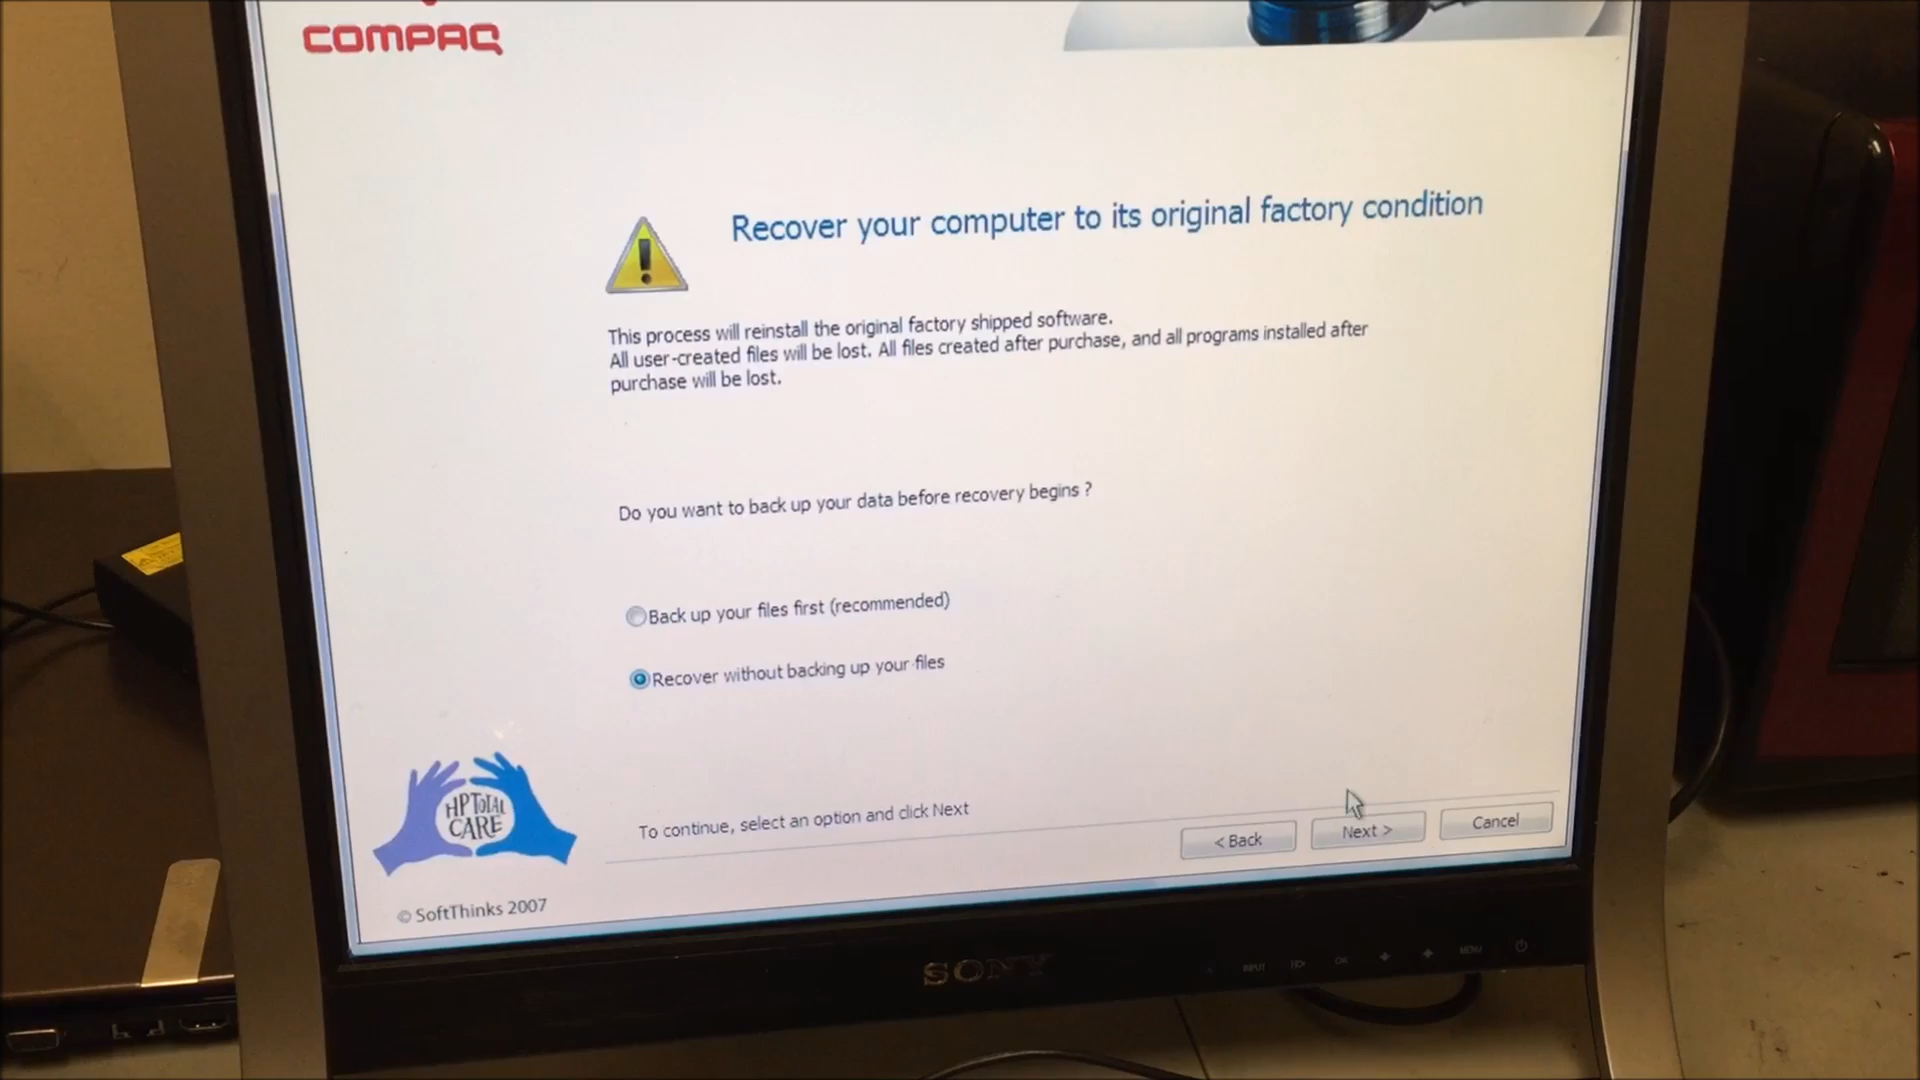 COMPAQ
Recover your computer to its original factory condition
This process will reinstall the original factory shipped software.
All user-created files will be lost. All files created after purchase, and all programs installed after
purchase will be lost.
Do you want to back up your data before recovery begins ?
Back up your files first (recommended)
Recover without backing up your files
HP TOTAL
CARE
To continue, select an option and click Next
< Back
Next >
Cancel
© SoftThinks 2007
SONY
INPUT
OK
MENU